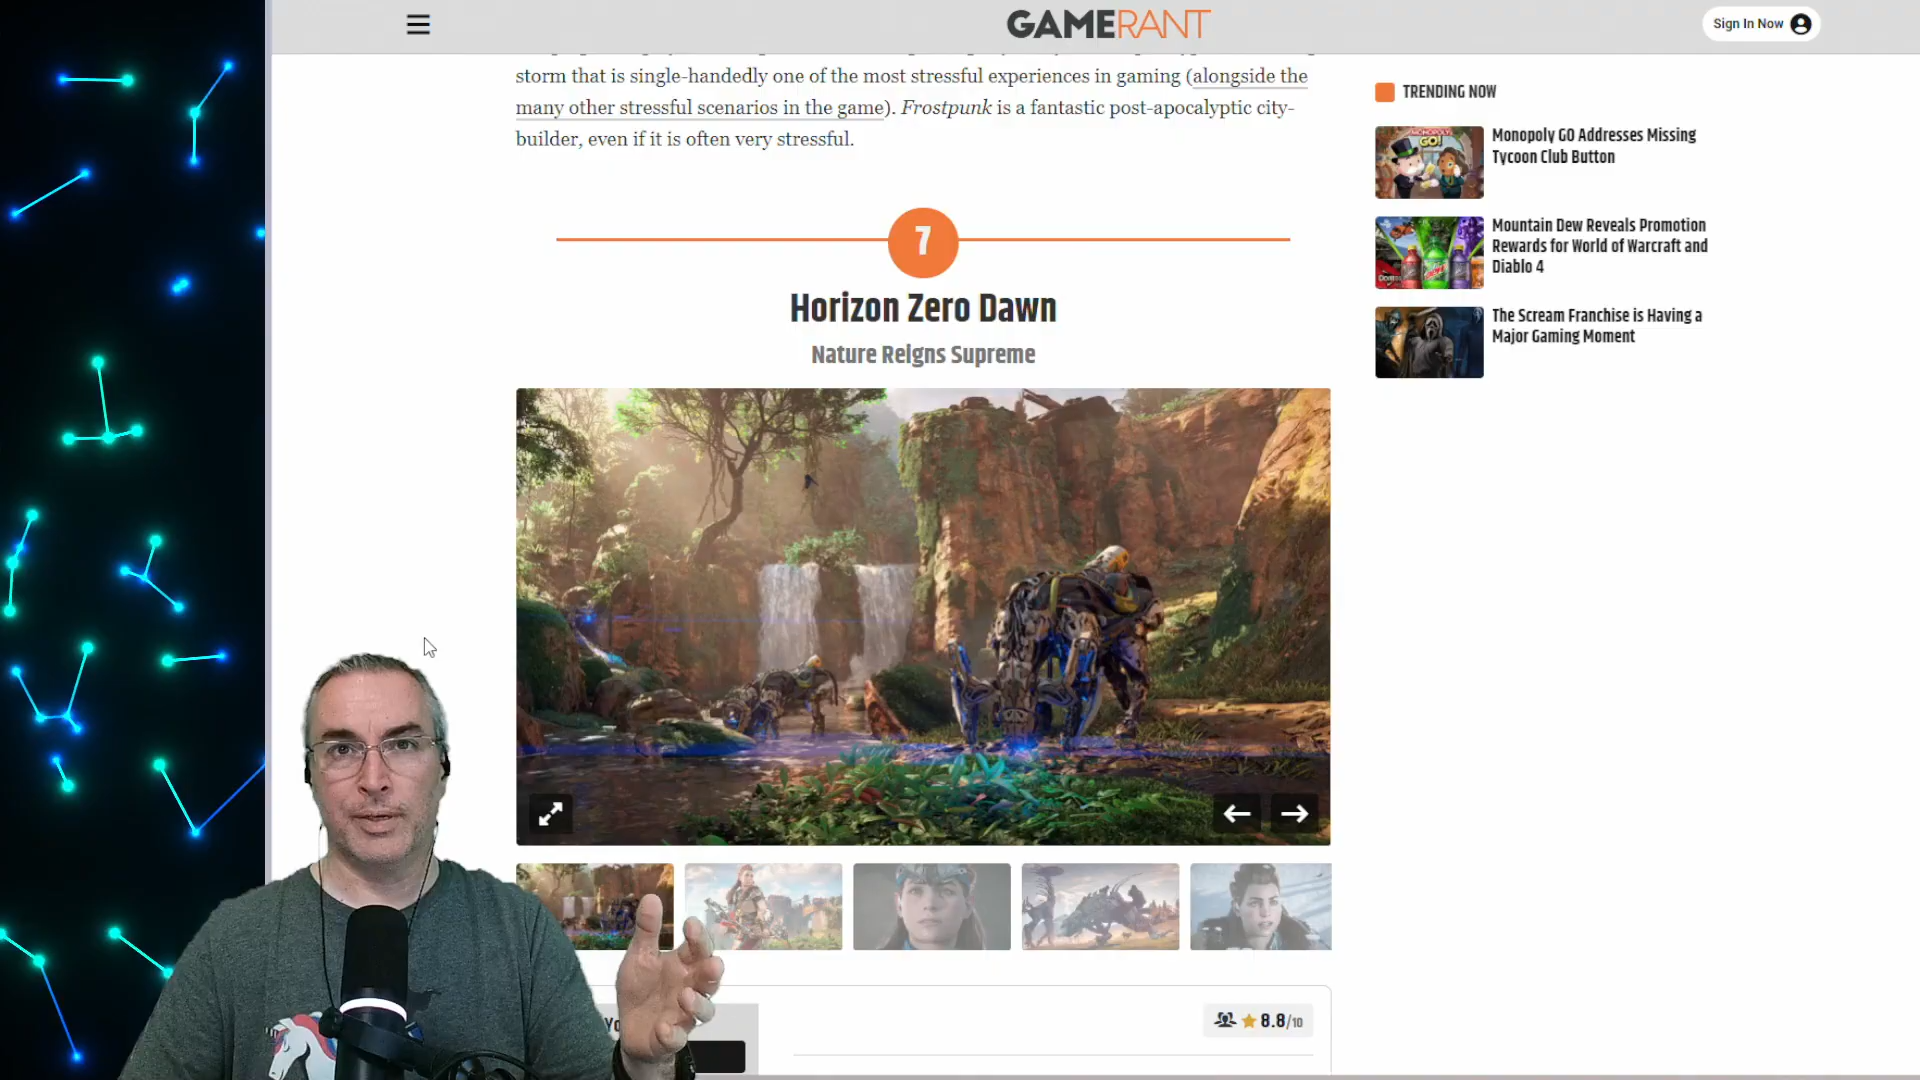 GAMERANT
Sign In Now
storm that is single-handedly one of the most stressful experiences in gaming (alongside the
many other stressful scenarios in the game). Frostpunk is a fantastic post-apocalyptic city-
builder, even if it is often very stressful.
7
Horizon Zero Dawn
Nature Reigns Supreme
8.8/10
TRENDING NOW
Monopoly GO Addresses Missing
Tycoon Club Button
Mountain Dew Reveals Promotion
Rewards for World of Warcraft and
Diablo 4
The Scream Franchise is Having a
Major Gaming Moment